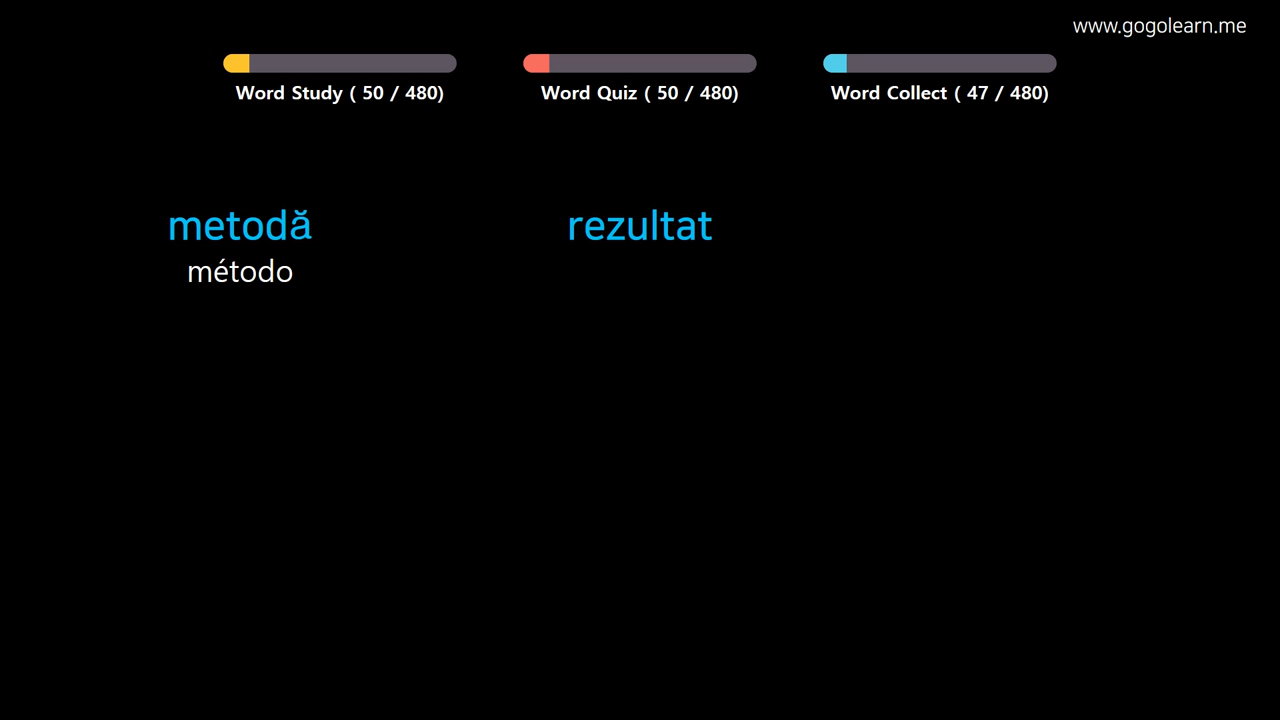 www.gogolearn.me
Word Study ( 50 / 480)
Word Quiz ( 50 / 480)
Word Collect ( 47 / 480)
metodă
método
rezultat